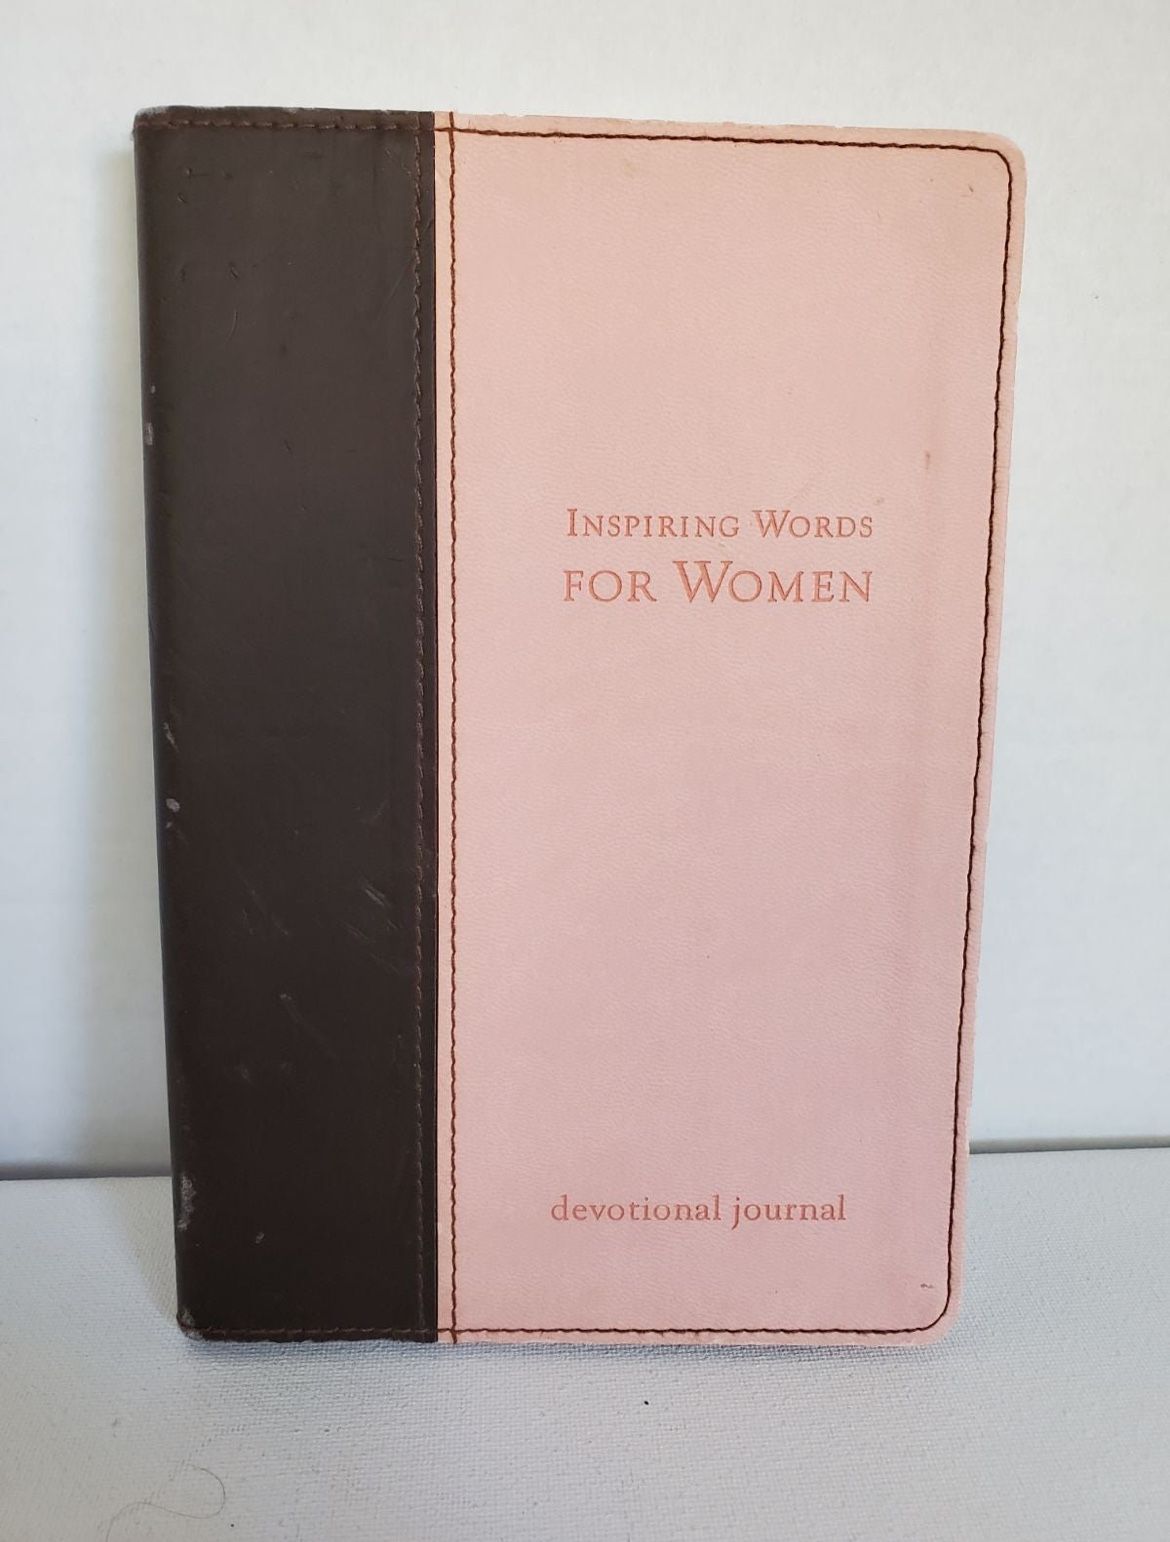 Inspiring Words
for Women
devotional journal